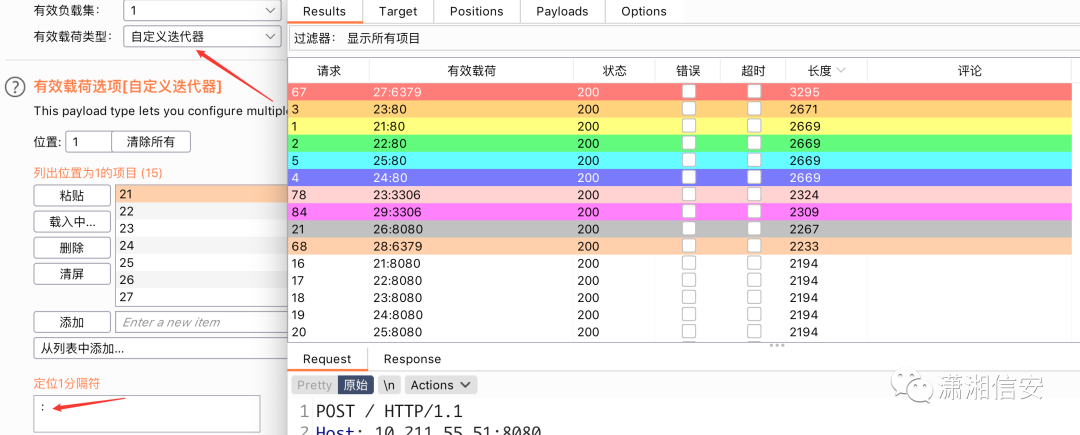 有效负载集: 1
有效载荷类型: 自定义迭代器
? 有效载荷选项[自定义迭代器]
This payload type lets you configure multiple
位置: 1 清除所有
列出位置为1的项目 (15)
粘贴
载入中...
删除
清屏
21
22
23
24
25
26
27
添加 Enter a new item
从列表中添加...
定位1分隔符
:
Results Target Positions Payloads Options
过滤器: 显示所有项目
请求 有效载荷 状态 错误 超时 长度 评论
67 27:6379 200 3295
3 23:80 200 2671
1 21:80 200 2669
2 22:80 200 2669
5 25:80 200 2669
4 24:80 200 2669
78 23:3306 200 2324
84 29:3306 200 2309
21 26:8080 200 2267
68 28:6379 200 2233
16 21:8080 200 2194
17 22:8080 200 2194
18 23:8080 200 2194
19 24:8080 200 2194
20 25:8080 200 2194
Request Response
Pretty 原始 \n Actions
1 POST / HTTP/1.1
2 Host: 10.211.55.51:8080
潇湘信安